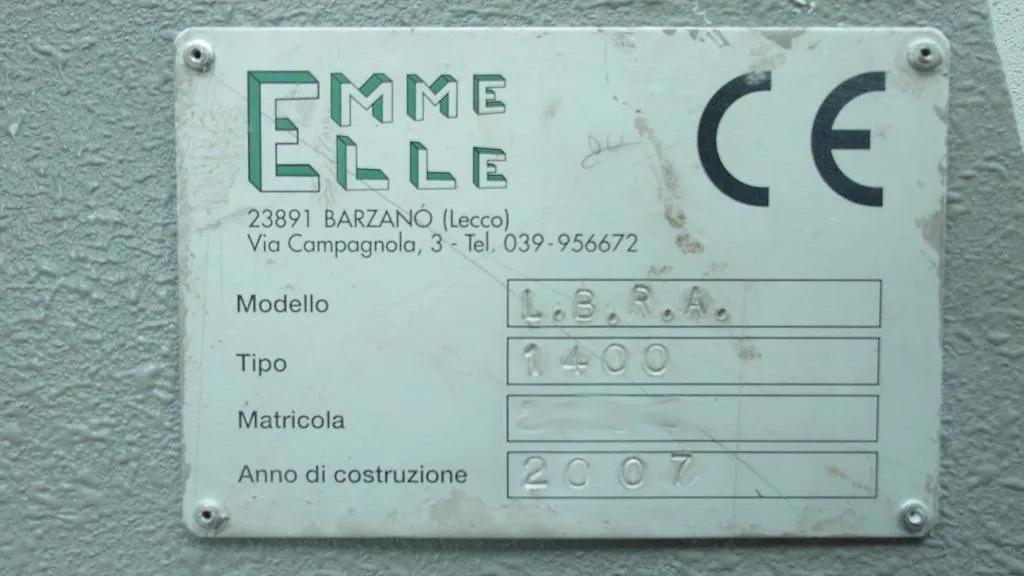 EMME
ELLE
CE
23891 BARZANÓ (Lecco)
Via Campagnola, 3 - Tel. 039-956672
Modello L.B.R.A.
Tipo 1400
Matricola
Anno di costruzione 2007